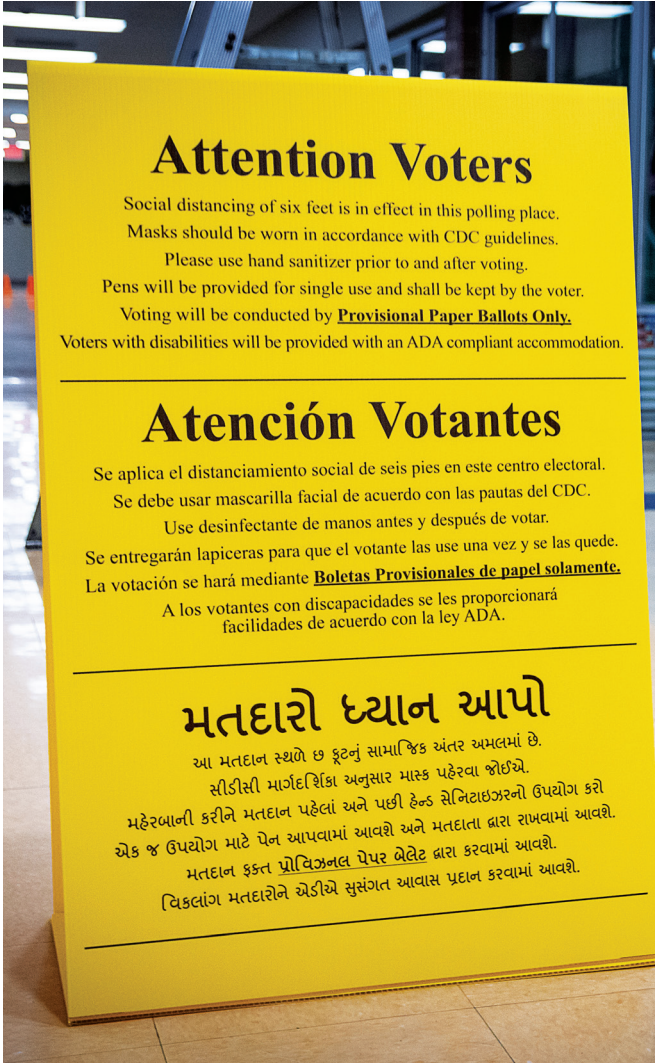 Attention Voters
Social distancing of six feet is in effect in this polling place.
Masks should be worn in accordance with CDC guidelines.
Please use hand sanitizer prior to and after voting.
Pens will be provided for single use and shall be kept by the voter.
Voting will be conducted by Provisional Paper Ballots Only.
Voters with disabilities will be provided with an ADA compliant accommodation.
Atención Votantes
Se aplica el distanciamiento social de seis pies en este centro electoral.
Se debe usar mascarilla facial de acuerdo con las pautas del CDC.
Use desinfectante de manos antes y después de votar.
Se entregarán lapiceras para que el votante las use una vez y se las quede.
La votación se hará mediante Boletas Provisionales de papel solamente.
A los votantes con discapacidades se les proporcionará
facilidades de acuerdo con la ley ADA.
મતદારો ધ્યાન આપો
આ મતદાન સ્થળે છ ફૂટનું સામાજિક અંતર અમલમાં છે.
સીડીસી માર્ગદર્શિકા અનુસાર માસ્ક પહેરવા જોઈએ.
મહેરબાની કરીને મતદાન પહેલાં અને પછી હેન્ડ સેનિટાઇઝરનો ઉપયોગ કરો
એક જ ઉપયોગ માટે પેન આપવામાં આવશે અને મતદાતા દ્વારા રાખવામાં આવશે.
મતદાન ફક્ત પ્રોવિઝનલ પેપર બેલેટ દ્વારા કરવામાં આવશે.
વિકલાંગ મતદારોને એડીએ સુસંગત આવાસ પ્રદાન કરવામાં આવશે.